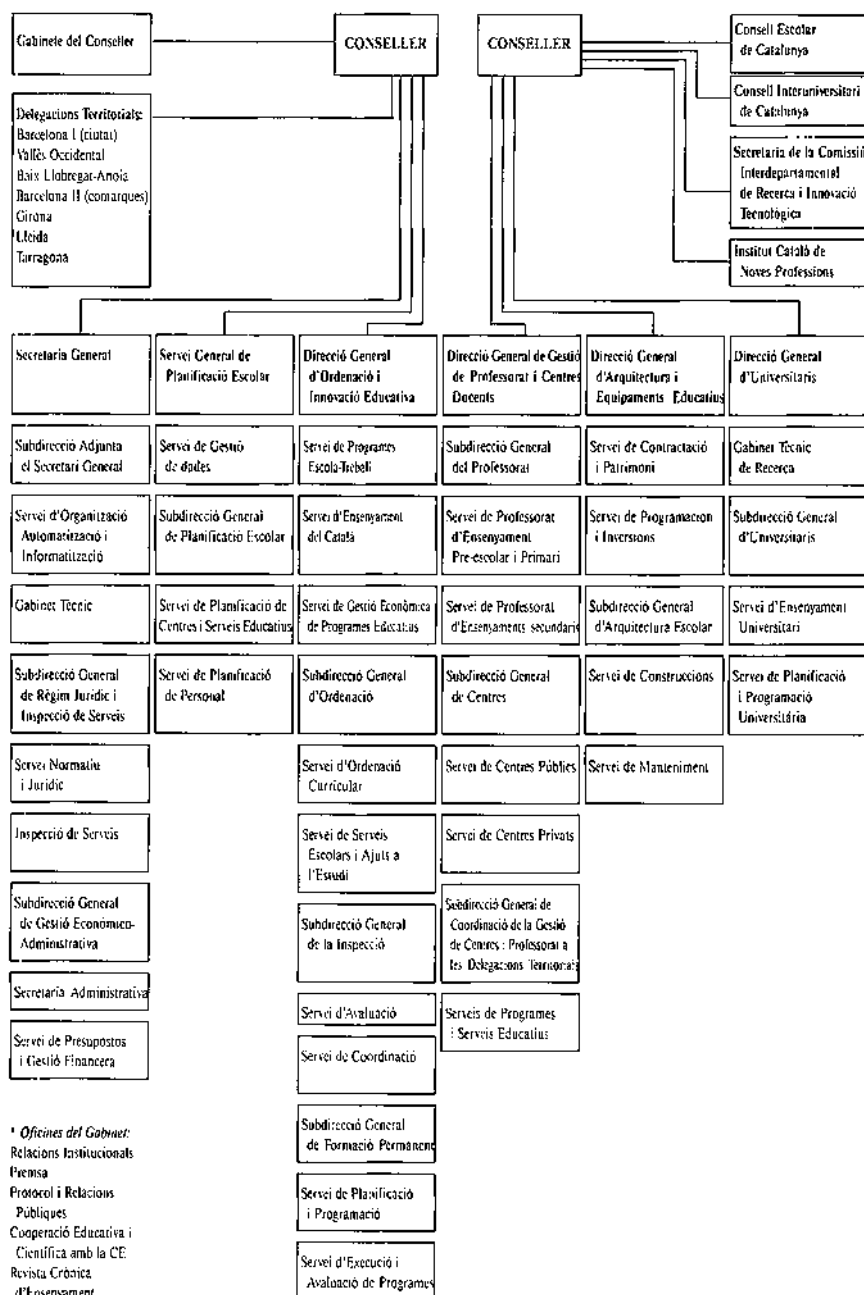 Gabinete del Conseller
CONSELLER
CONSELLER
Consell Escolar
de Catalunya
Consell Interuniversitari
de Catalunya
Secretaria de la Comissió
Interdepartamental
de Recerca i Innovació
Tecnològica
Institut Català de
Noves Professions
Delegacions Territorials:
Barcelona I (ciutat)
Vallès Occidental
Baix Llobregat-Anoia
Barcelona II (comarques)
Girona
Lleida
Tarragona
Secretaria General
Subdirecció Adjunta
el Secretari General
Servei d'Organització
Automatització i
Informatització
Gabinet Tècnic
Subdirecció General
de Règim Jurídic i
Inspecció de Serveis
Servei Normatiu
i Jurídic
Inspecció de Serveis
Subdirecció General
de Gestió Econòmico-
Administrativa
Secretaria Administrativa
Servei de Presupostos
i Gestió Financera
Servei General de
Planificació Escolar
Servei de Gestió
de dades
Subdirecció General
de Planificació Escolar
Servei de Planificació de
Centres i Serveis Educatius
Servei de Planificació
de Personal
Direcció General
d'Ordenació i
Innovació Educativa
Servei de Programes
Escola-Treball
Servei d'Ensenyament
del Català
Servei de Gestió Econòmica
de Programes Educatius
Subdirecció General
d'Ordenació
Servei d'Ordenació
Curricular
Servei de Serveis
Escolars i Ajuts a
l'Estudi
Subdirecció General
de la Inspecció
Servei d'Avaluació
Servei de Coordinació
Subdirecció General
de Formació Permanent
Servei de Planificació
i Programació
Servei d'Execució i
Avaluació de Programes
Direcció General de Gestió
de Professorat i Centres
Docents
Subdirecció General
del Professorat
Servei de Professorat
d'Ensenyament
Pre-escolar i Primari
Servei de Professorat
d'Ensenyaments secundaris
Subdirecció General
de Centres
Servei de Centres Públics
Servei de Centres Privats
Subdirecció General de
Coordinació de la Gestió
de Centres : Professorat a
les Delegacions Territorials
Serveis de Programes
i Serveis Educatius
Direcció General
d'Arquitectura i
Equipaments Educatius
Servei de Contractació
i Patrimoni
Servei de Programacion
i Inversions
Subdirecció General
d'Arquitectura Escolar
Servei de Construccions
Servei de Manteniment
Direcció General
d'Universitaris
Gabinet Tècnic
de Recerca
Subdirecció General
d'Universitaris
Servei d'Ensenyament
Universitari
Servei de Planificació
i Programació
Universitària
* Oficines del Gabinet:
Relacions Institucionals
Premsa
Protocol i Relacions
Públiques
Cooperació Educativa i
Científica amb la CE
Revista Crònica
d'Ensenyament